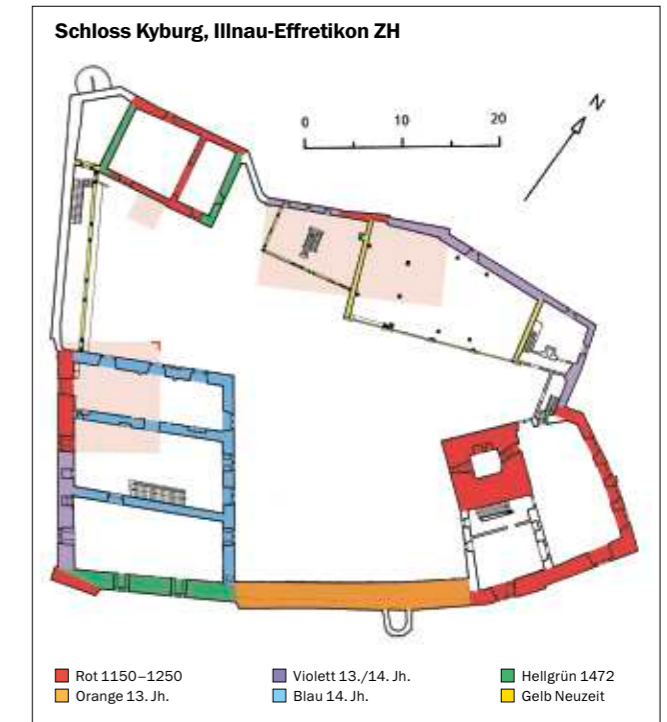 Schloss Kyburg, Illnau-Effretikon ZH
0 10 20
N
Rot 1150–1250
Violett 13./14. Jh.
Hellgrün 1472
Orange 13. Jh.
Blau 14. Jh.
Gelb Neuzeit